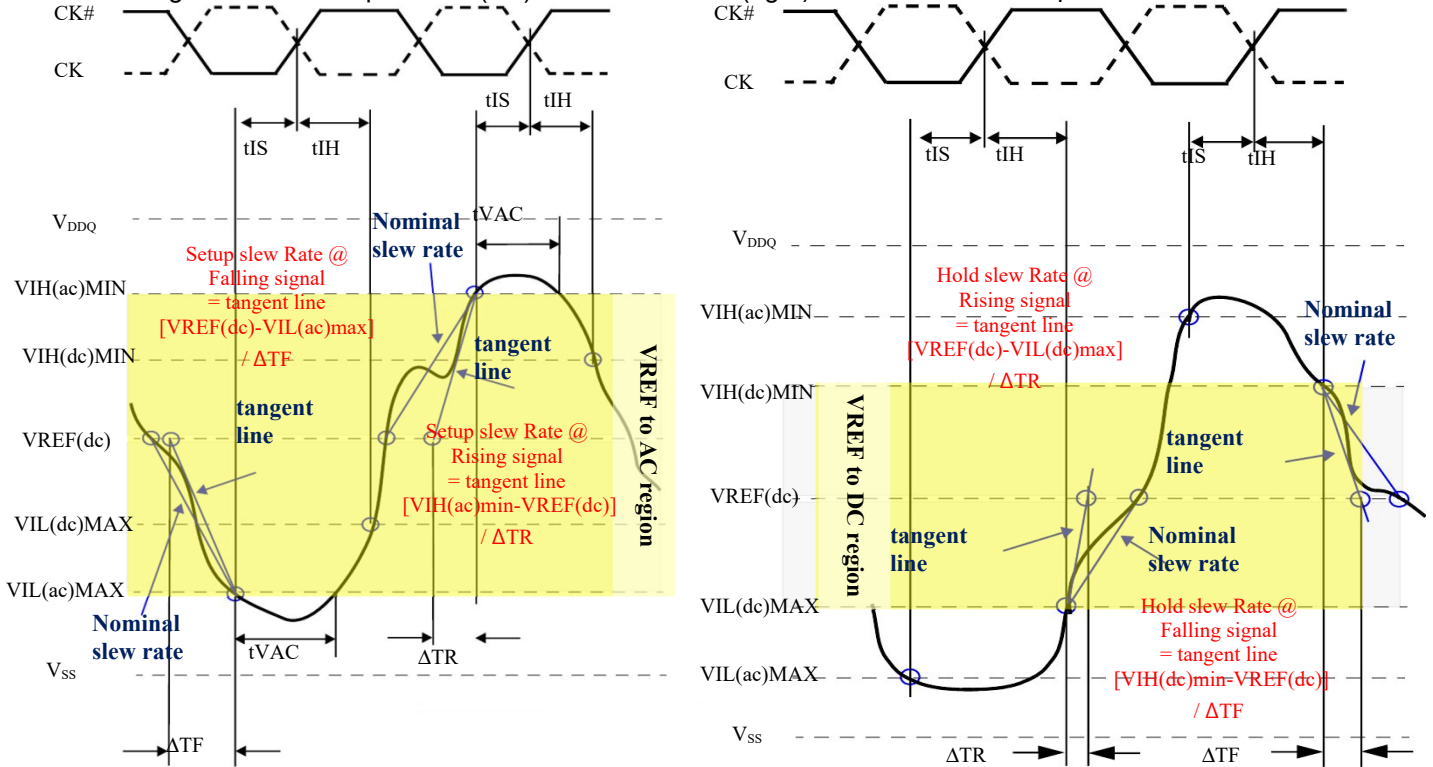 CK#
CK
tIS
tIH
tIS
tIH
VDDQ
Nominal
slew rate
tVAC
Setup slew Rate @
Falling signal
= tangent line
[VREF(dc)-VIL(ac)max]
/ ΔTF
VIH(ac)MIN
VIH(dc)MIN
tangent
line
tangent
line
VREF(dc)
Setup slew Rate @
Rising signal
= tangent line
[VIH(ac)min-VREF(dc)]
/ ΔTR
VREF to AC region
VIL(dc)MAX
VIL(ac)MAX
Nominal
slew rate
tVAC
ΔTR
VSS
ΔTF
CK#
CK
tIS
tIH
tIS
tIH
VDDQ
Hold slew Rate @
Rising signal
= tangent line
[VREF(dc)-VIL(dc)max]
/ ΔTR
VIH(ac)MIN
Nominal
slew rate
VIH(dc)MIN
VREF to DC region
tangent
line
VREF(dc)
tangent
line
Nominal
slew rate
VIL(dc)MAX
Hold slew Rate @
Falling signal
= tangent line
[VIH(dc)min-VREF(dc)]
/ ΔTF
VIL(ac)MAX
VSS
ΔTR
ΔTF